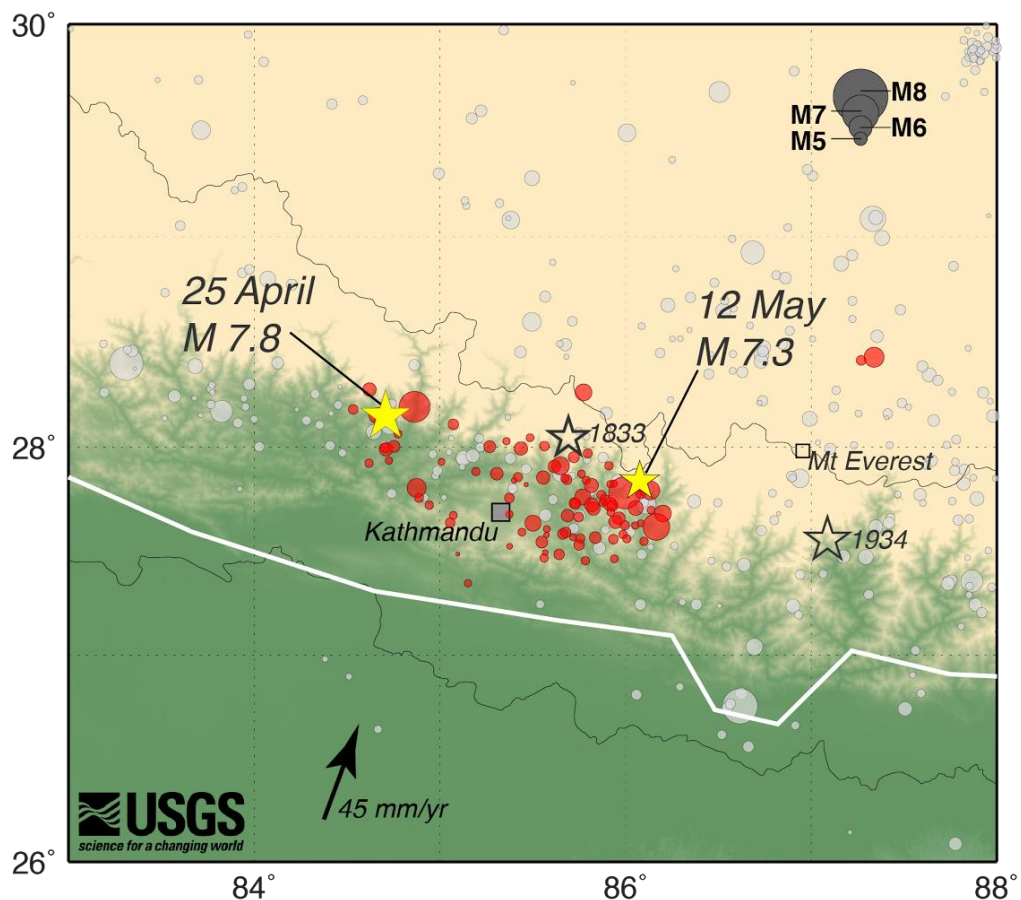 30°
M8
M7
M6
M5
25 April
M 7.8
12 May
M 7.3
28°
1833
Mt Everest
Kathmandu
1934
45 mm/yr
USGS
science for a changing world
26°
84°
86°
88°